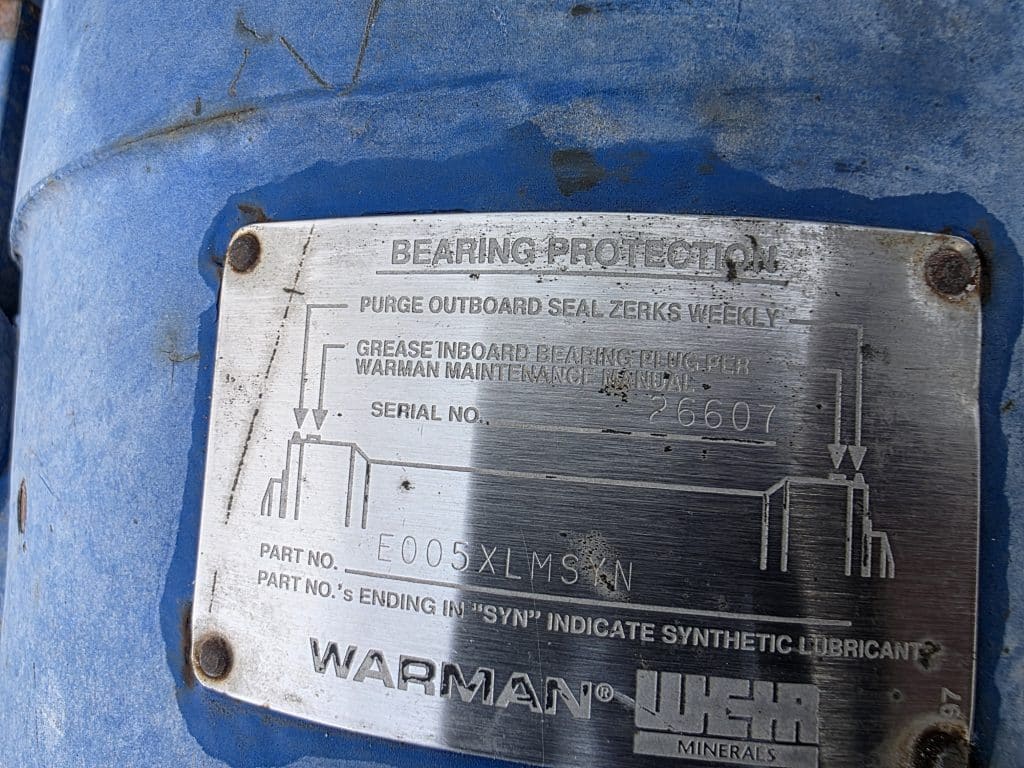 BEARING PROTECTION
PURGE OUTBOARD SEAL ZERKS WEEKLY
GREASE INBOARD BEARING PLUG PER
WARMAN MAINTENANCE MANUAL
SERIAL NO. 26607
PART NO. E005XLMSYN
PART NO.'s ENDING IN "SYN" INDICATE SYNTHETIC LUBRICANT
WARMAN® WEIR
MINERALS
97